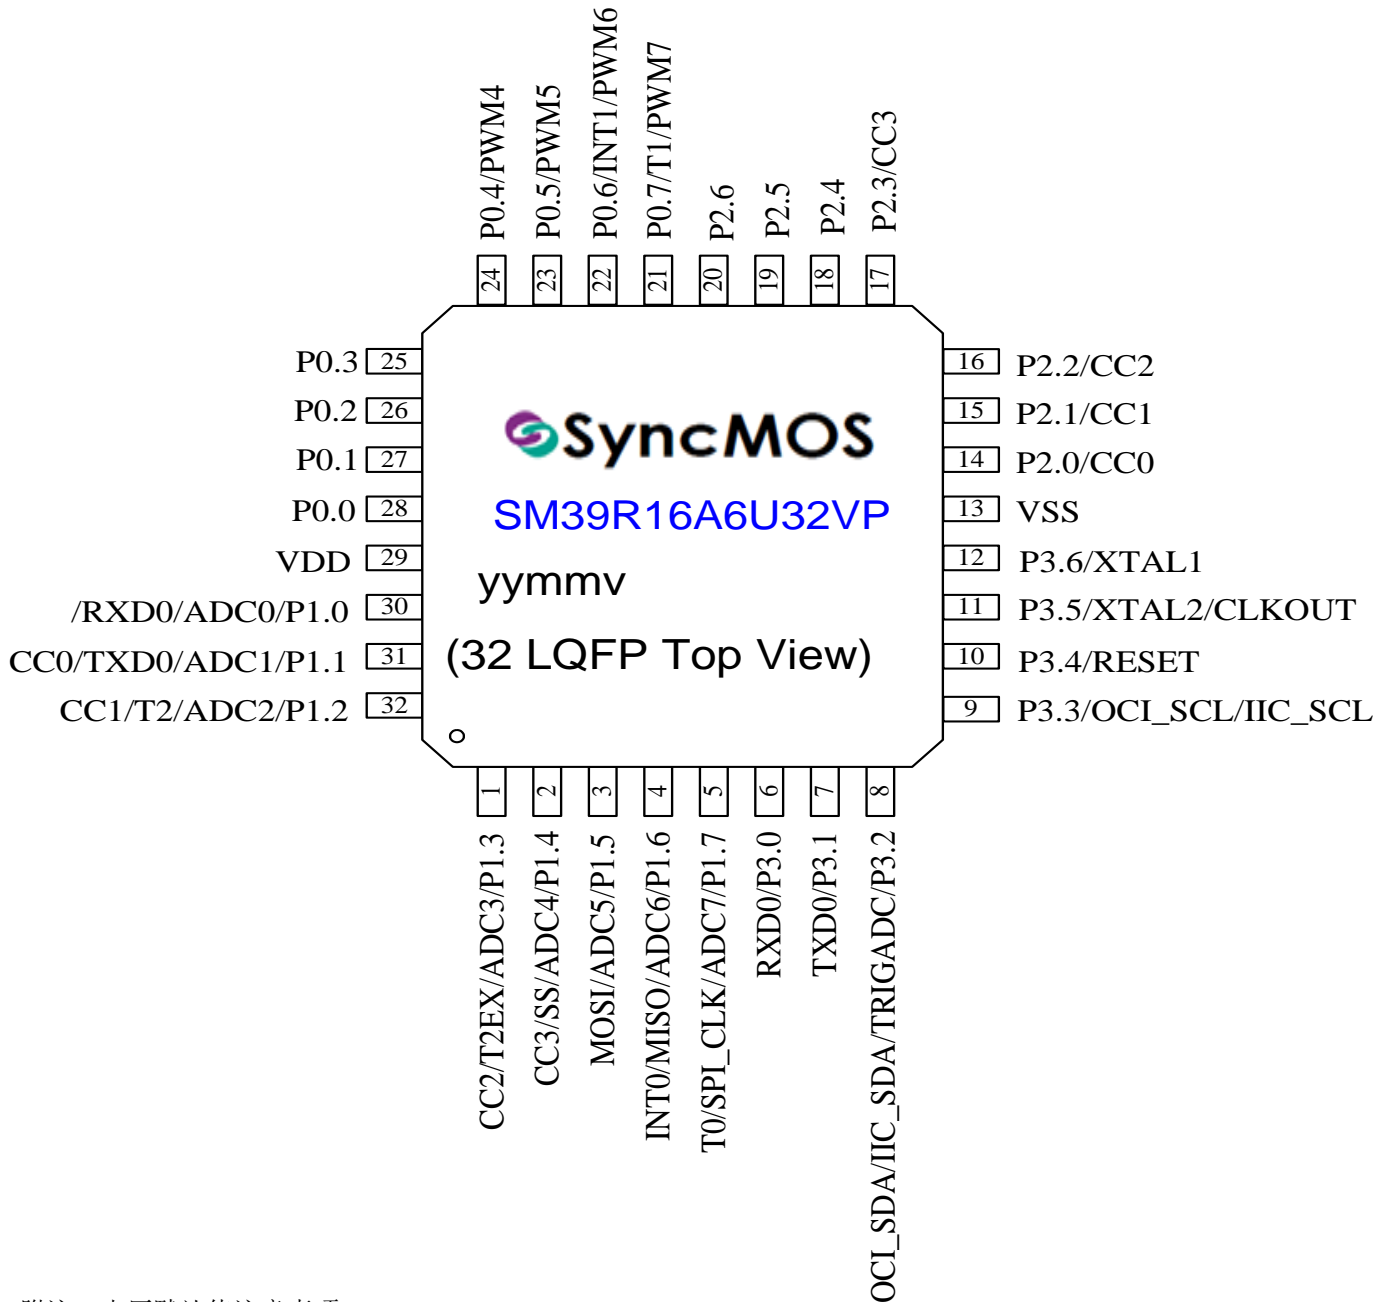 P0.4/PWM4
P0.5/PWM5
P0.6/INT1/PWM6
P0.7/T1/PWM7
P2.6
P2.5
P2.4
P2.3/CC3
24
23
22
21
20
19
18
17
P0.3 25
P0.2 26
P0.1 27
P0.0 28
VDD 29
/RXD0/ADC0/P1.0 30
CC0/TXD0/ADC1/P1.1 31
CC1/T2/ADC2/P1.2 32
SyncMOS
SM39R16A6U32VP
yymmv
(32 LQFP Top View)
16 P2.2/CC2
15 P2.1/CC1
14 P2.0/CC0
13 VSS
12 P3.6/XTAL1
11 P3.5/XTAL2/CLKOUT
10 P3.4/RESET
9 P3.3/OCI_SCL/IIC_SCL
1
2
3
4
5
6
7
8
CC2/T2EX/ADC3/P1.3
CC3/SS/ADC4/P1.4
MOSI/ADC5/P1.5
INT0/MISO/ADC6/P1.6
T0/SPI_CLK/ADC7/P1.7
RXD0/P3.0
TXD0/P3.1
OCI_SDA/IIC_SDA/TRIGADC/P3.2